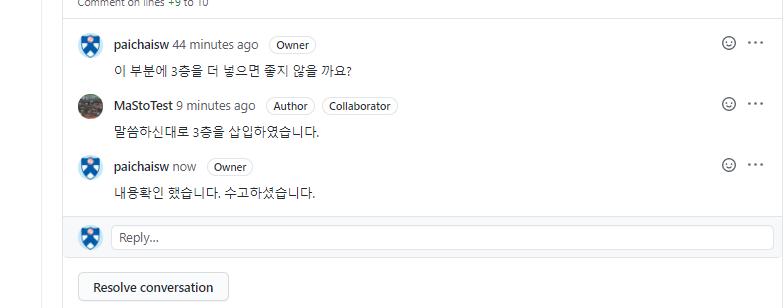 Comment on lines +9 to 10
paichaisw 44 minutes ago Owner
이 부분에 3층을 더 넣으면 좋지 않을 까요?
MaStoTest 9 minutes ago Author Collaborator
말씀하신대로 3층을 삽입하였습니다.
paichaisw now Owner
내용확인 했습니다. 수고하셨습니다.
Reply...
Resolve conversation